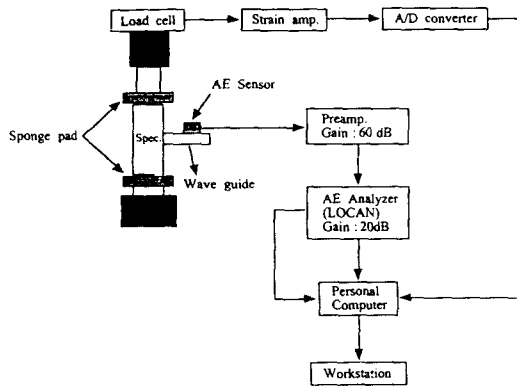 Load cell
Strain amp.
A/D converter
AE Sensor
Sponge pad
Spec.
Wave guide
Preamp.
Gain : 60 dB
AE Analyzer
(LOCAN)
Gain : 20dB
Personal
Computer
Workstation